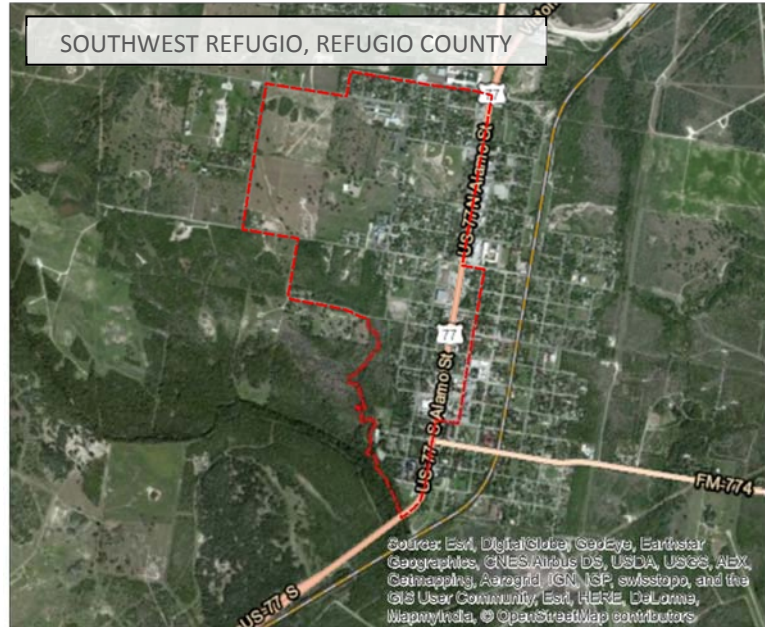 SOUTHWEST REFUGIO, REFUGIO COUNTY
77
US-77 N Alamo St
77
US-77 S Alamo St
FM-774
US-77 S
Source: Esri, DigitalGlobe, GeoEye, Earthstar
Geographics, CNES/Airbus DS, USDA, USGS, AEX,
Getmapping, Aerogrid, IGN, IGP, swisstopo, and the
GIS User Community, Esri, HERE, DeLorme,
MapmyIndia, © OpenStreetMap contributors